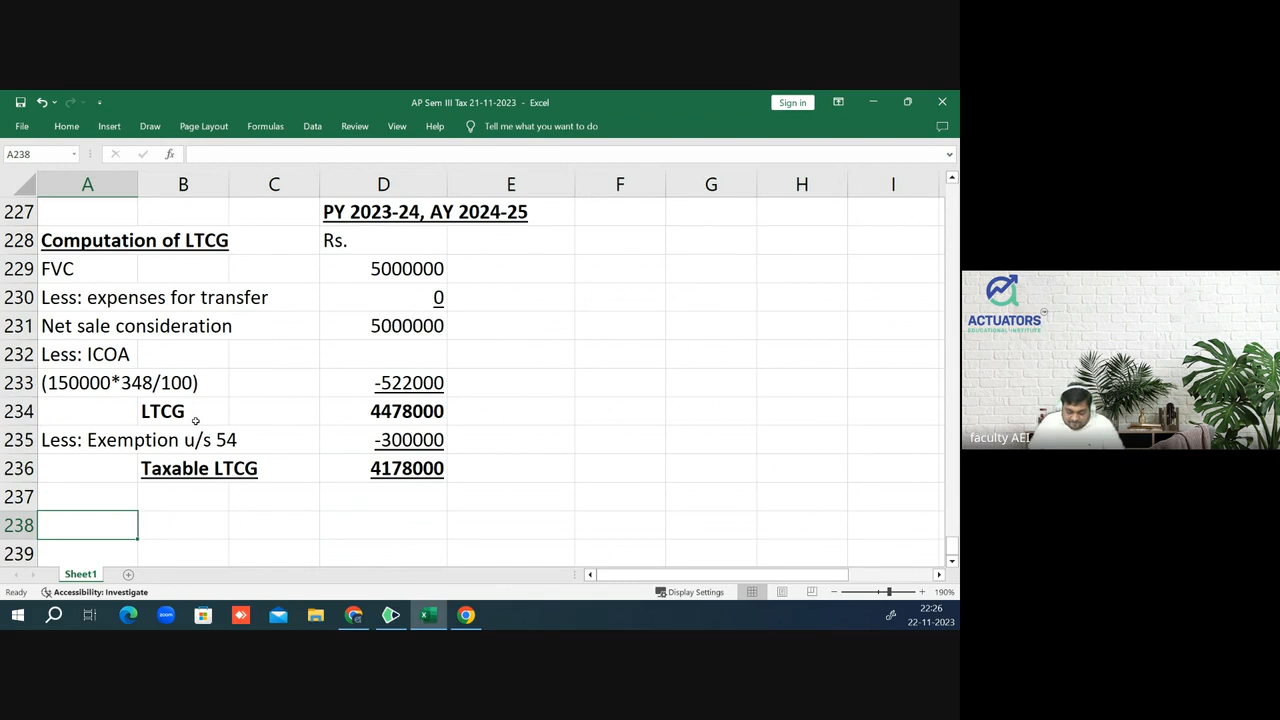 AP Sem III Tax 21-11-2023 - Excel
Sign in
File Home Insert Draw Page Layout Formulas Data Review View Help Tell me what you want to do
A238 fx
A B C D E F G H I
227 PY 2023-24, AY 2024-25
228 Computation of LTCG Rs.
229 FVC 5000000
230 Less: expenses for transfer 0
231 Net sale consideration 5000000
232 Less: ICOA
233 (150000*348/100) -522000
234 LTCG 4478000
235 Less: Exemption u/s 54 -300000
236 Taxable LTCG 4178000
237
238
239
Sheet1
Ready Accessibility: Investigate Display Settings 190%
zoom
22:26
22-11-2023
ACTUATORS
EDUCATIONAL INSTITUTE
faculty AEI